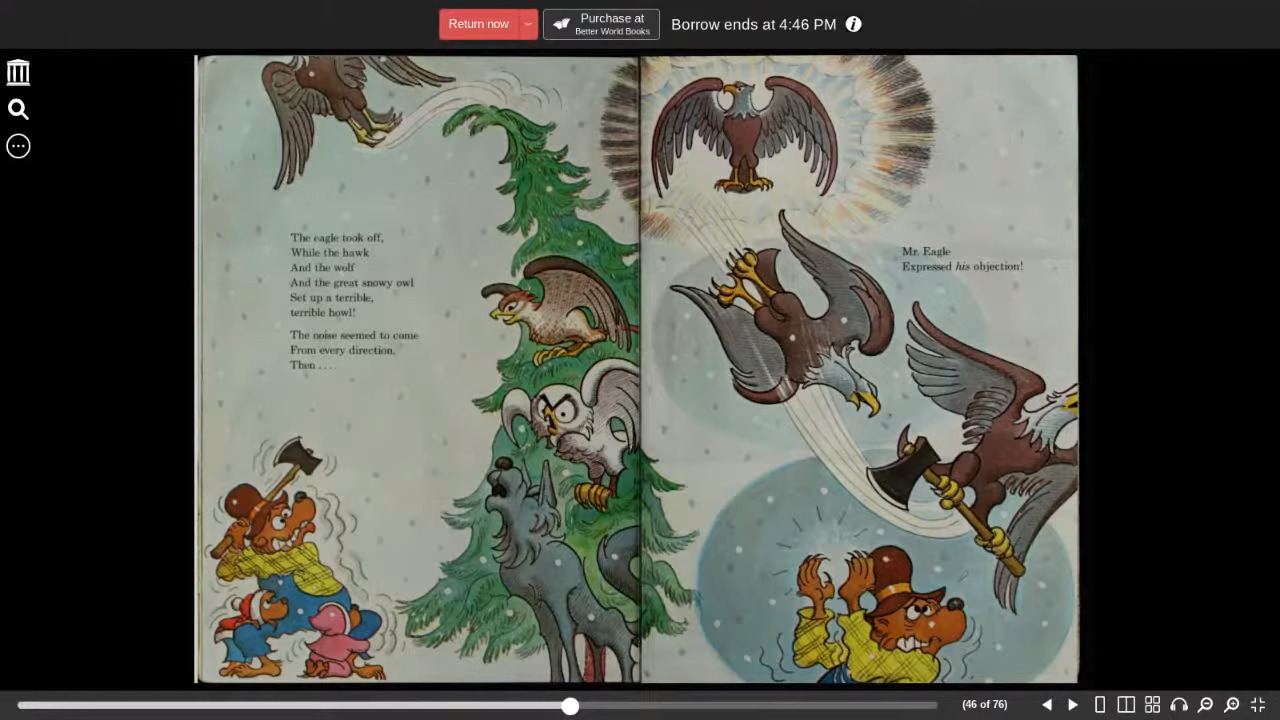 Return now
Purchase at
Better World Books
Borrow ends at 4:46 PM
The eagle took off,
While the hawk
And the wolf
And the great snowy owl
Set up a terrible,
terrible howl!
The noise seemed to come
From every direction.
Then . . . .
Mr. Eagle
Expressed his objection!
(46 of 76)